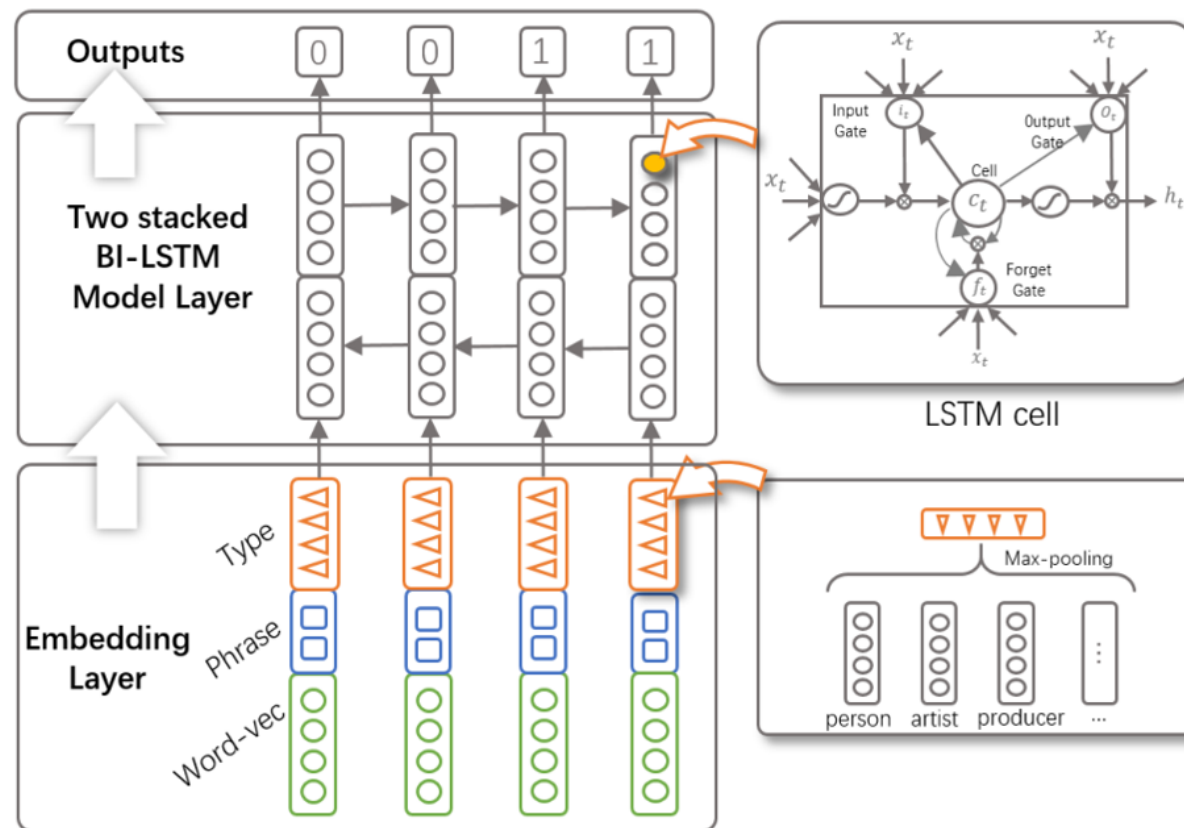 Outputs
0 0 1 1
Two stacked
BI-LSTM
Model Layer
Embedding
Layer
Type
Phrase
Word-vec
x_t
x_t
Input
Gate
i_t
Output
Gate
O_t
x_t
Cell
C_t
h_t
Forget
Gate
f_t
x_t
LSTM cell
Max-pooling
person artist producer ...